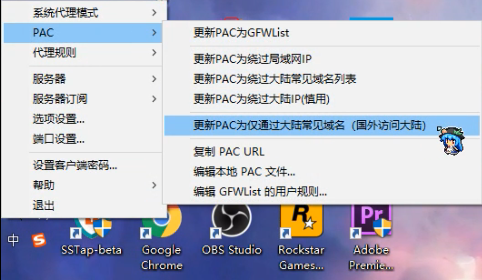 系统代理模式
PAC
代理规则
服务器
服务器订阅
选项设置...
端口设置...
设置客户端密码...
帮助
退出
更新PAC为GFWList
更新PAC为绕过局域网IP
更新PAC为绕过大陆常见域名列表
更新PAC为绕过大陆IP(慎用)
更新PAC为仅通过大陆常见域名（国外访问大陆）
复制 PAC URL
编辑本地 PAC 文件...
编辑 GFWList 的用户规则...
中
S
R
Pr
SSTap-beta
Google Chrome
OBS Studio
Rockstar Games...
Adobe Premie...